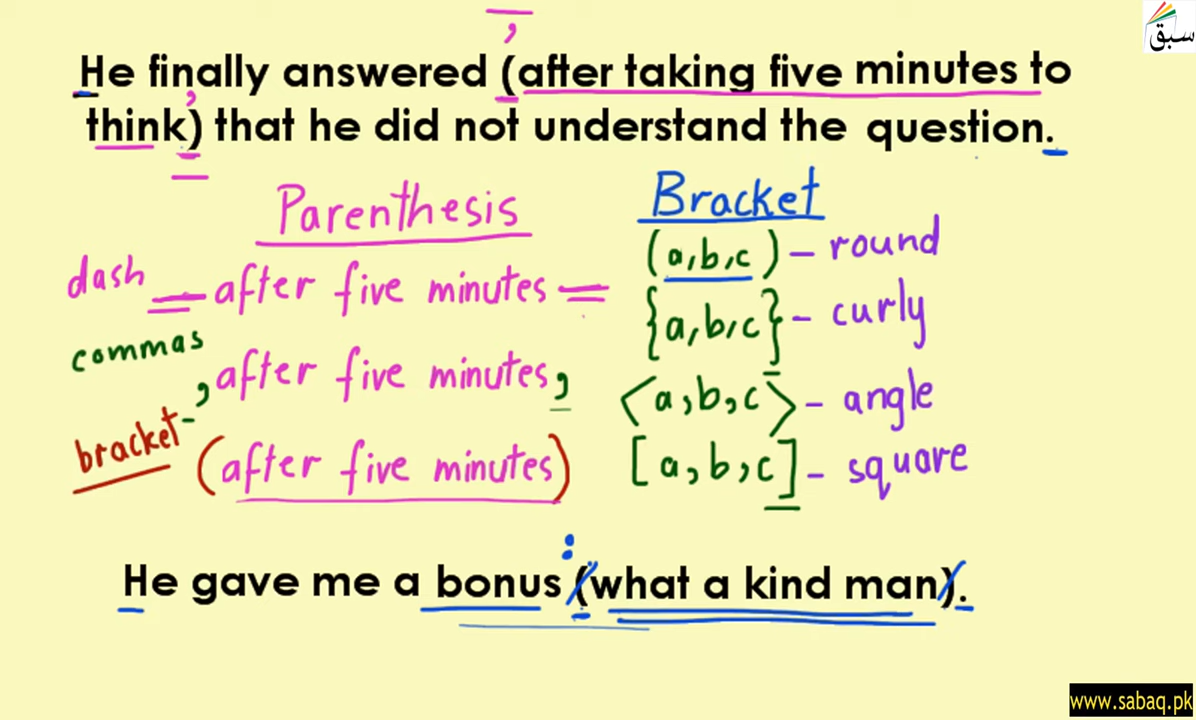 سبق
He finally answered (after taking five minutes to
think) that he did not understand the question.
Parenthesis
dash – after five minutes –
commas , after five minutes,
bracket – (after five minutes)
Bracket
(a,b,c) – round
{a,b,c} – curly
<a,b,c> – angle
[a,b,c] – square
He gave me a bonus : (what a kind man).
www.sabaq.pk